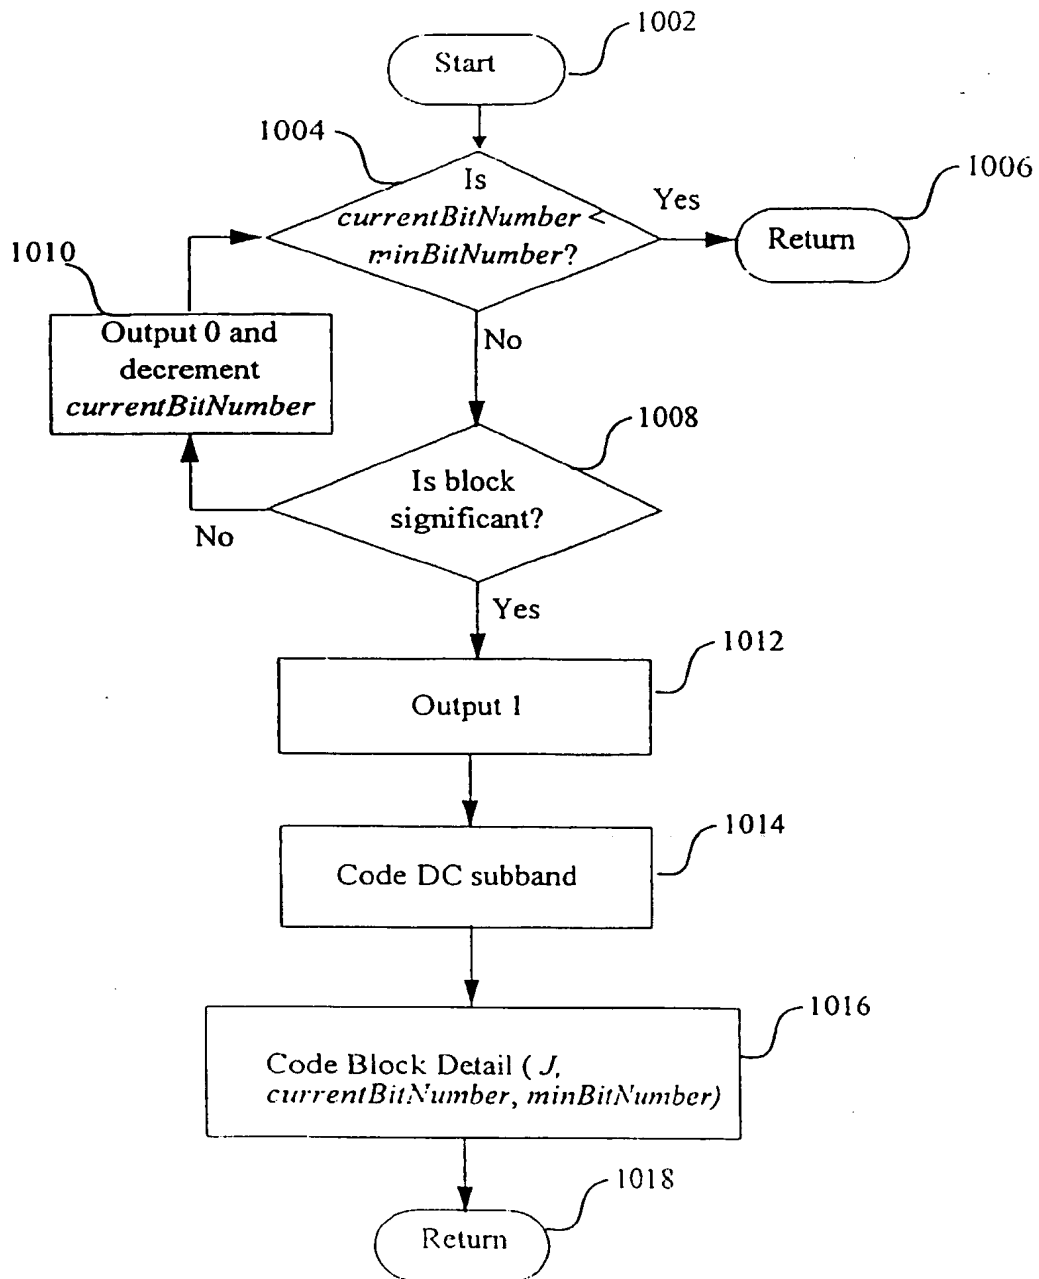 1002
Start
1004
Is
currentBitNumber <
minBitNumber?
Yes
1006
Return
1010
Output 0 and
decrement
currentBitNumber
No
1008
Is block
significant?
No
Yes
1012
Output 1
1014
Code DC subband
1016
Code Block Detail ( J,
currentBitNumber, minBitNumber)
1018
Return